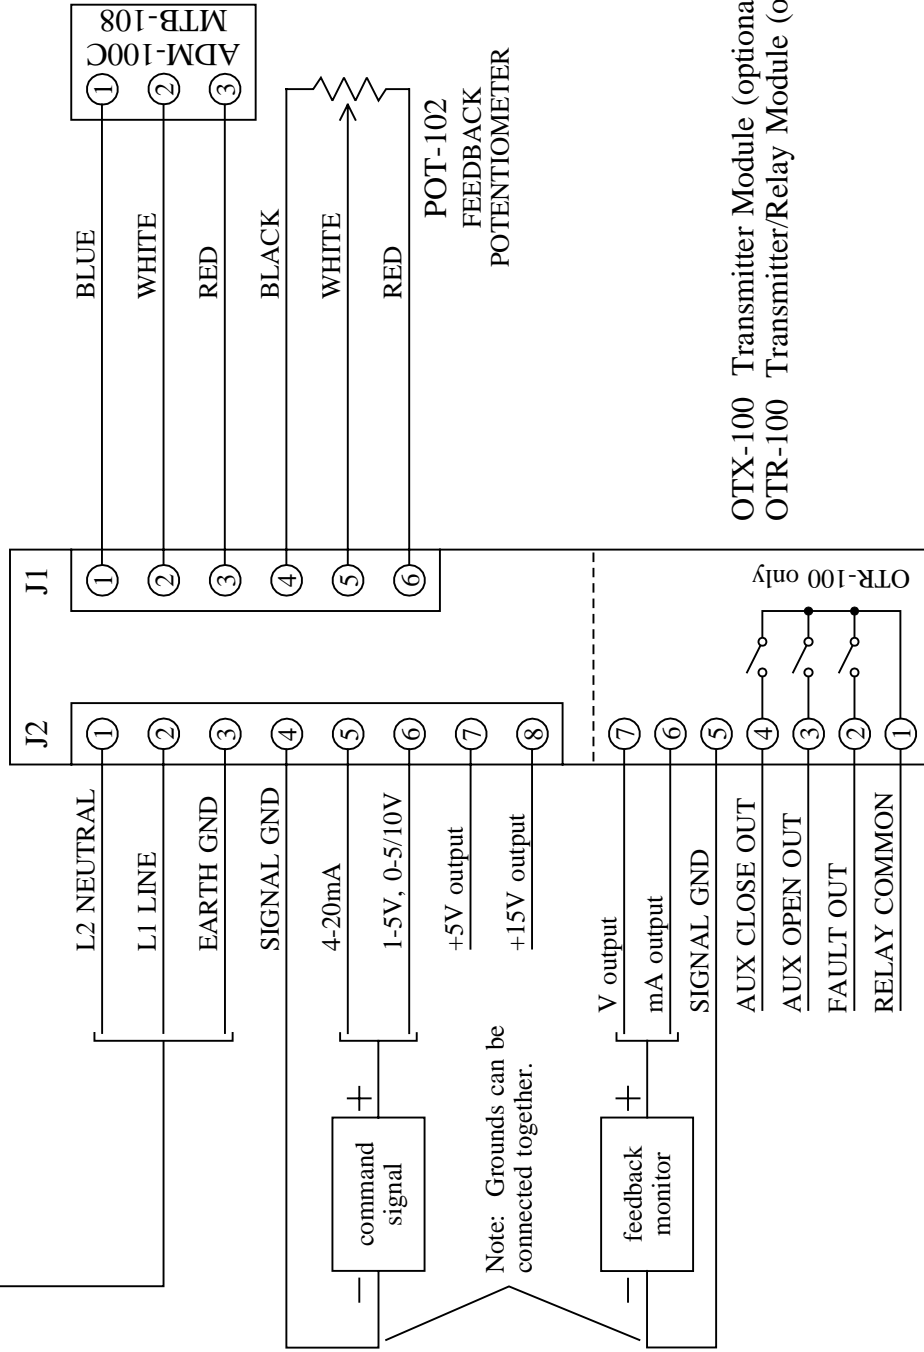 ADM-100C
MTB-108
1
2
3
BLUE
WHITE
RED
BLACK
WHITE
RED
POT-102
FEEDBACK
POTENTIOMETER
J1
1
2
3
4
5
6
J2
1
2
3
4
5
6
7
8
L2 NEUTRAL
L1 LINE
EARTH GND
SIGNAL GND
4-20mA
1-5V, 0-5/10V
+5V output
+15V output
+
command
signal
−
Note: Grounds can be
connected together.
7
6
5
4
3
2
1
V output
mA output
SIGNAL GND
AUX CLOSE OUT
AUX OPEN OUT
FAULT OUT
RELAY COMMON
+
feedback
monitor
−
OTR-100 only
OTX-100 Transmitter Module (optiona
OTR-100 Transmitter/Relay Module (o